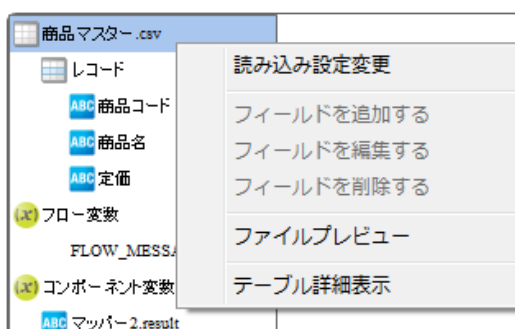 商品マスター.csv
レコード
ABC 商品コード
ABC 商品名
ABC 定価
(x) フロー変数
FLOW_MESSA
(x) コンポーネント変数
ABC マッパー2.result
読み込み設定変更
フィールドを追加する
フィールドを編集する
フィールドを削除する
ファイルプレビュー
テーブル詳細表示